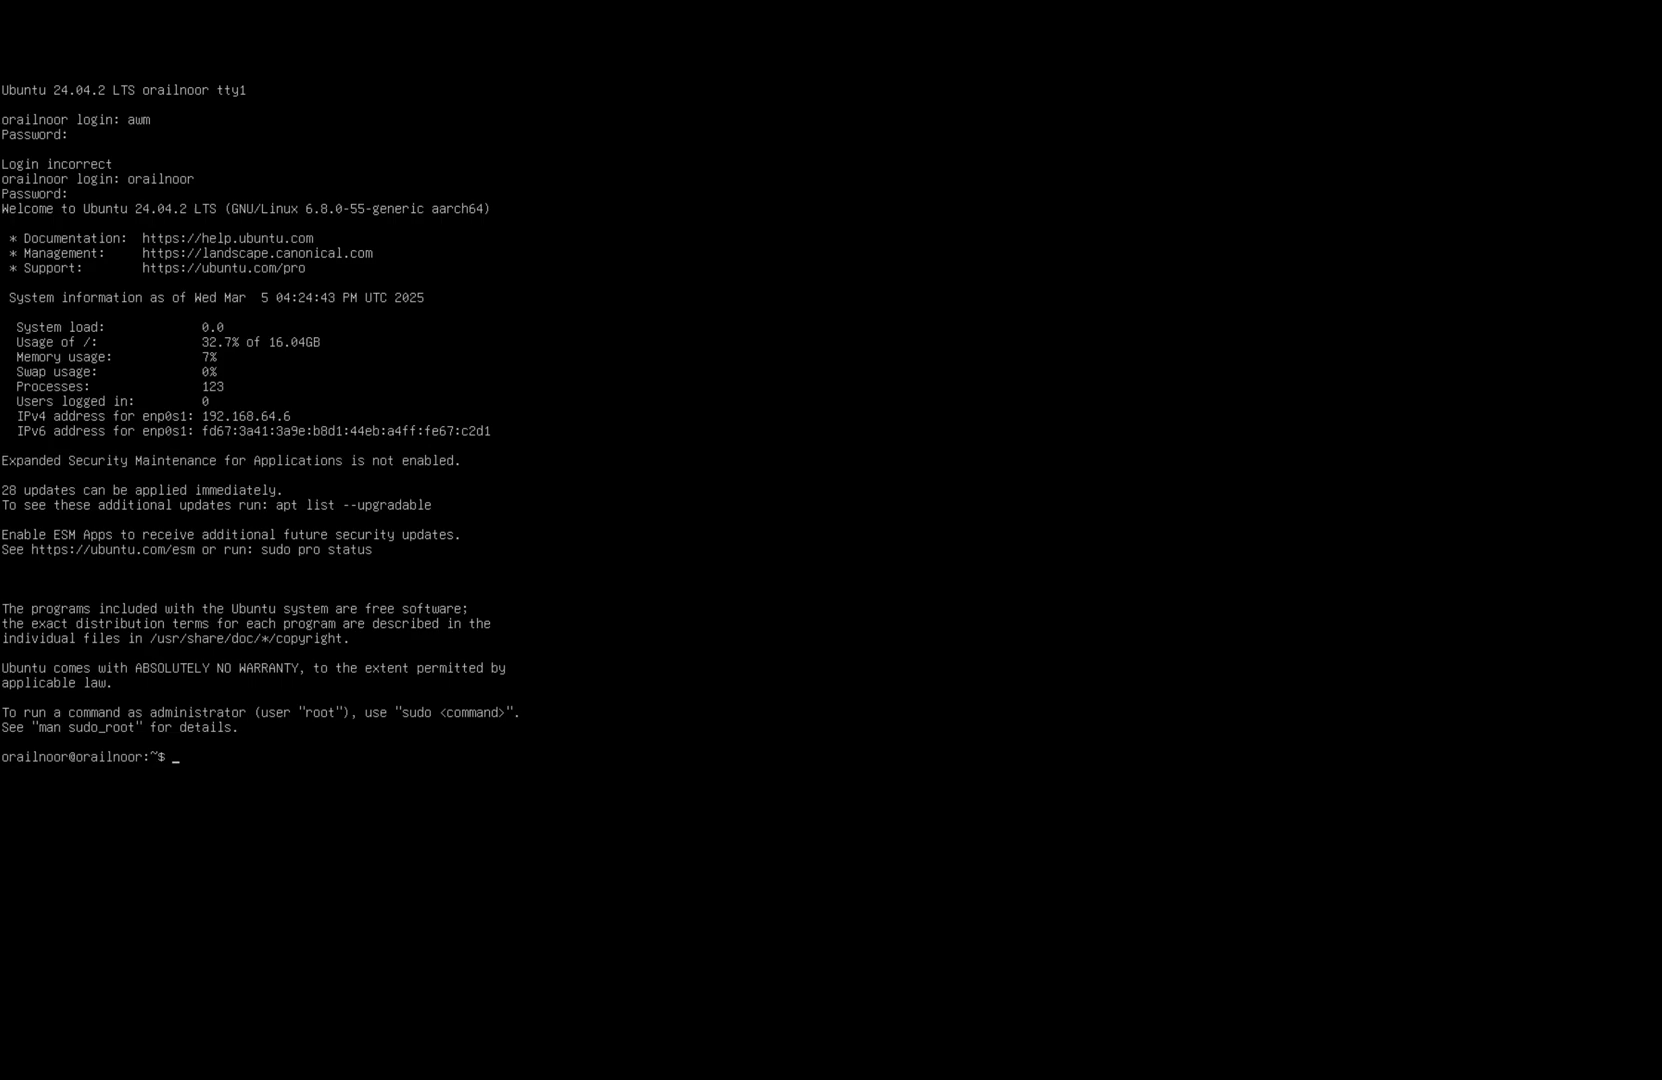 Ubuntu 24.04.2 LTS orailnoor tty1
orailnoor login: awm
Password:
Login incorrect
orailnoor login: orailnoor
Password:
Welcome to Ubuntu 24.04.2 LTS (GNU/Linux 6.8.0-55-generic aarch64)
* Documentation:  https://help.ubuntu.com
* Management:     https://landscape.canonical.com
* Support:        https://ubuntu.com/pro
System information as of Wed Mar  5 04:24:43 PM UTC 2025
System load:             0.0
Usage of /:              32.7% of 16.04GB
Memory usage:            7%
Swap usage:              0%
Processes:               123
Users logged in:         0
IPv4 address for enp0s1: 192.168.64.6
IPv6 address for enp0s1: fd67:3a41:3a9e:b8d1:44eb:a4ff:fe67:c2d1
Expanded Security Maintenance for Applications is not enabled.
28 updates can be applied immediately.
To see these additional updates run: apt list --upgradable
Enable ESM Apps to receive additional future security updates.
See https://ubuntu.com/esm or run: sudo pro status
The programs included with the Ubuntu system are free software;
the exact distribution terms for each program are described in the
individual files in /usr/share/doc/*/copyright.
Ubuntu comes with ABSOLUTELY NO WARRANTY, to the extent permitted by
applicable law.
To run a command as administrator (user "root"), use "sudo <command>".
See "man sudo_root" for details.
orailnoor@orailnoor:~$ _